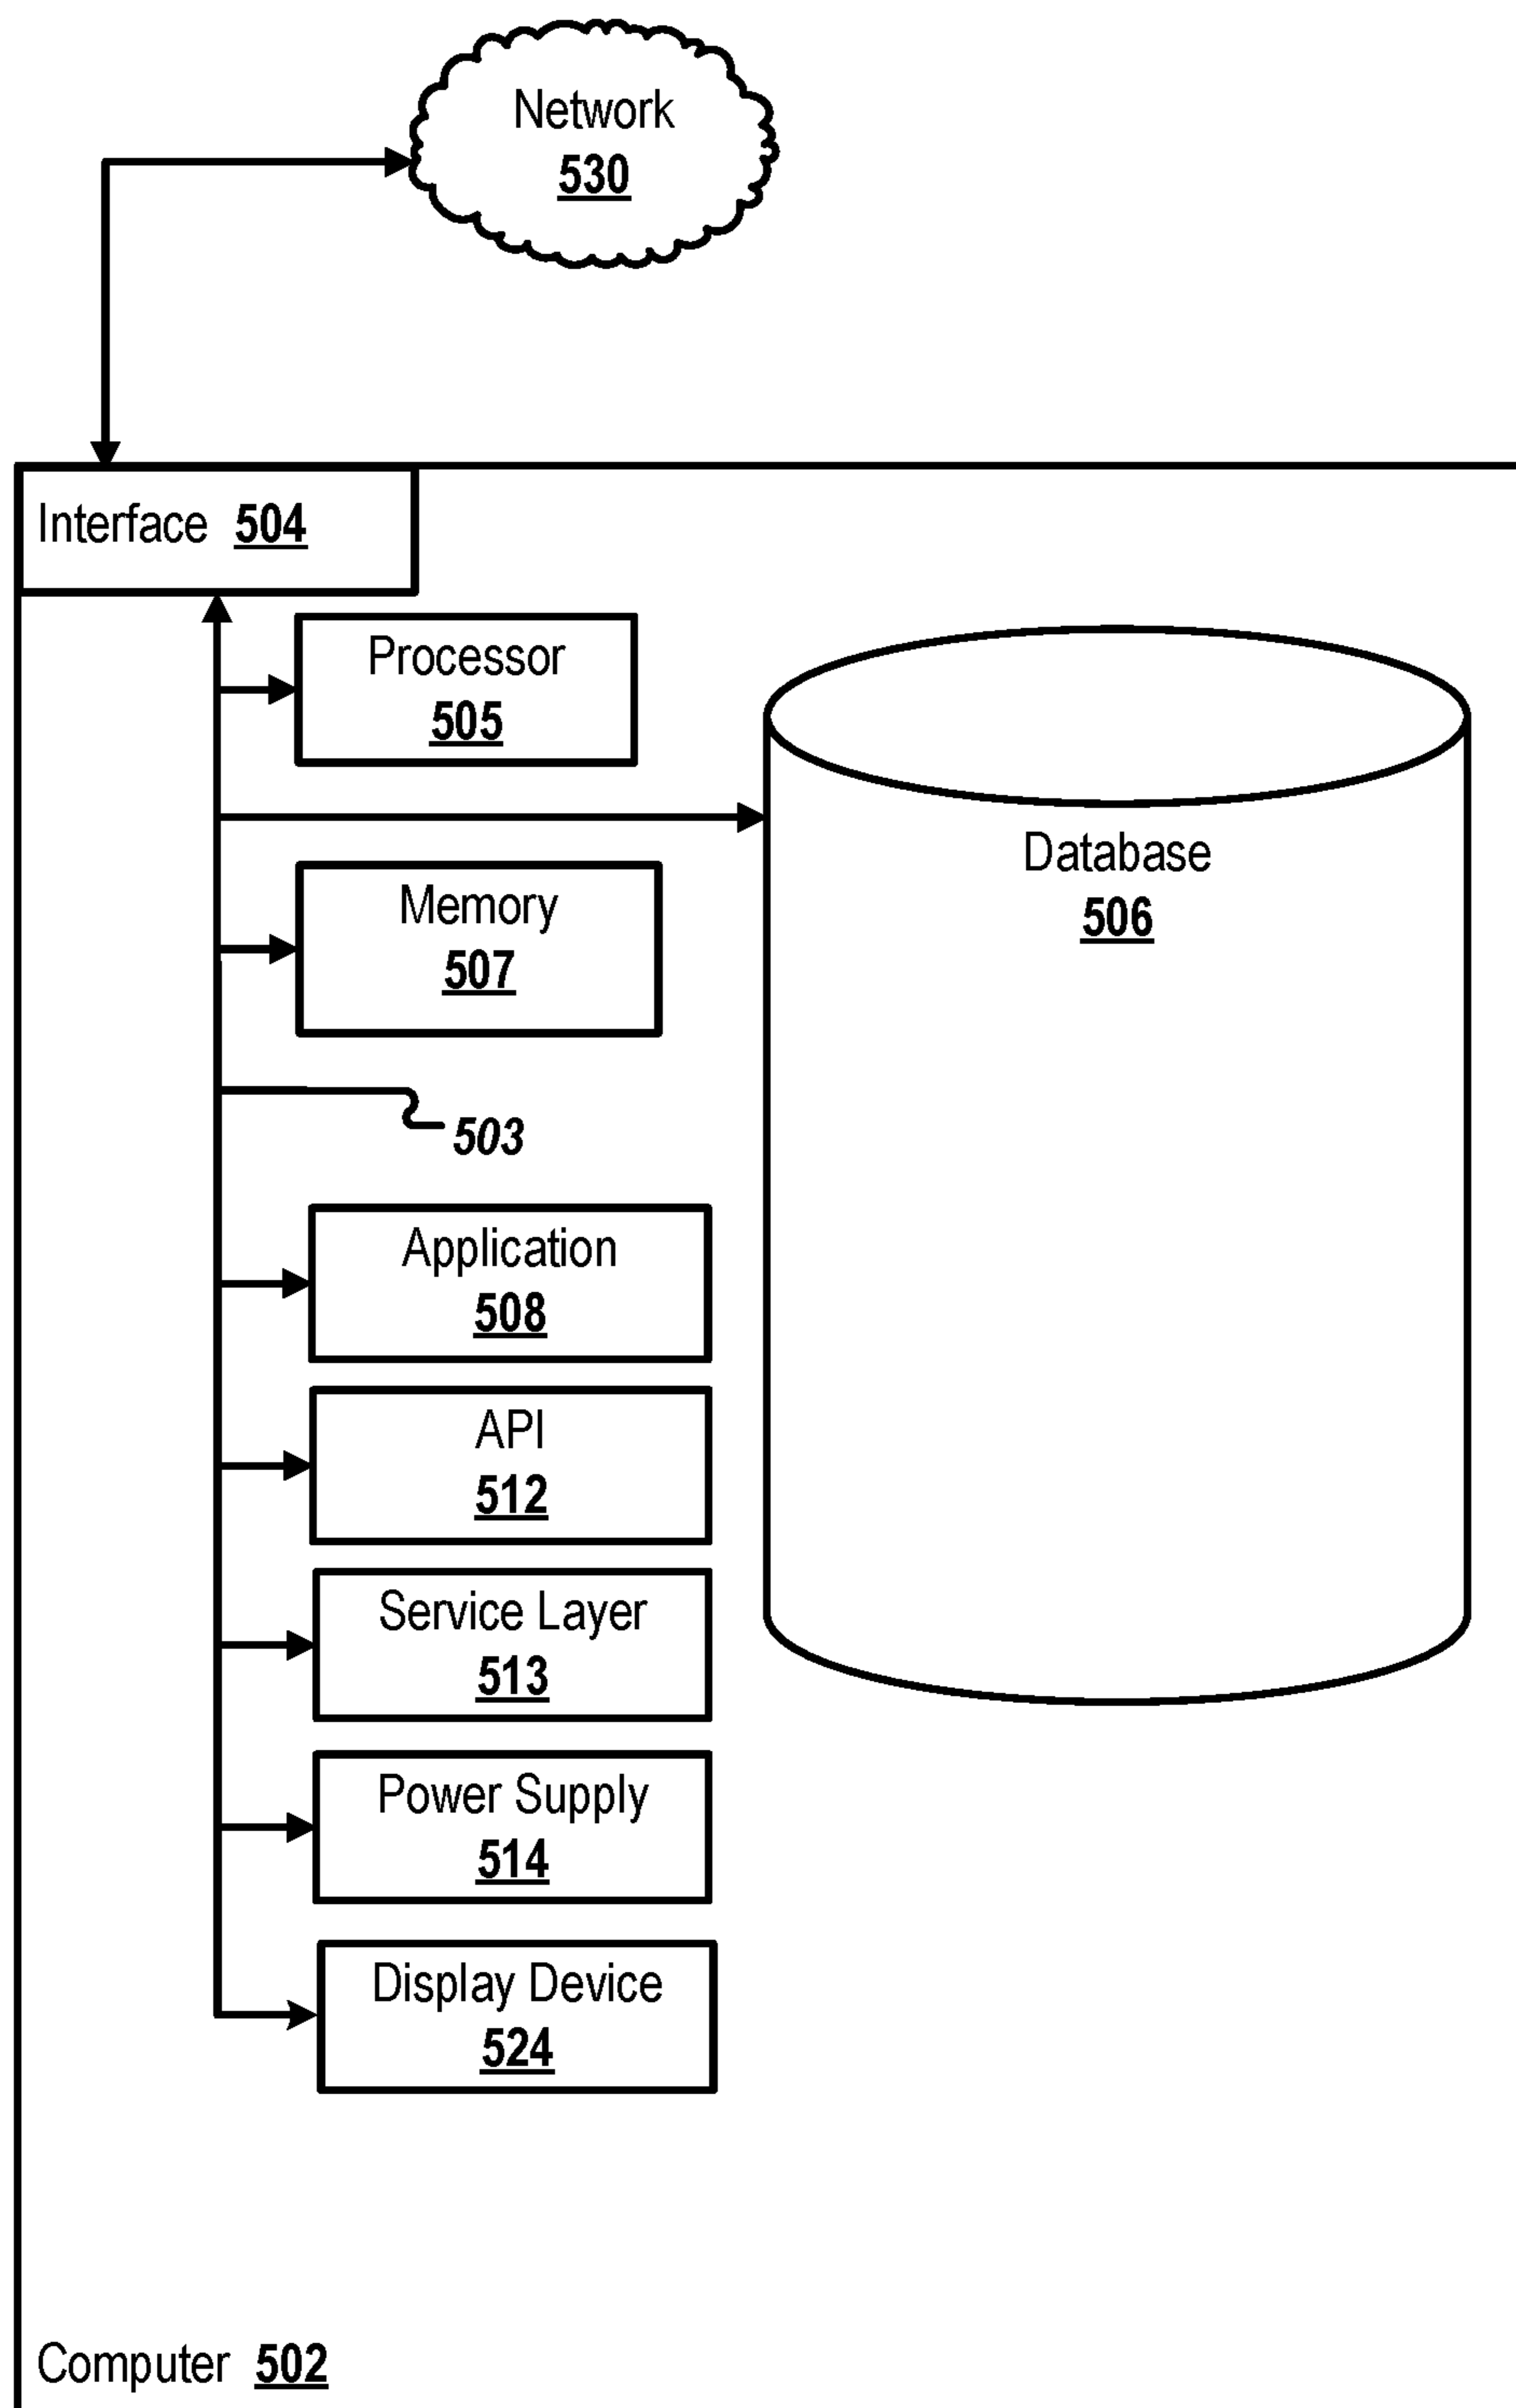 Network
530
Interface 504
Processor
505
Database
506
Memory
507
503
Application
508
API
512
Service Layer
513
Power Supply
514
Display Device
524
Computer 502